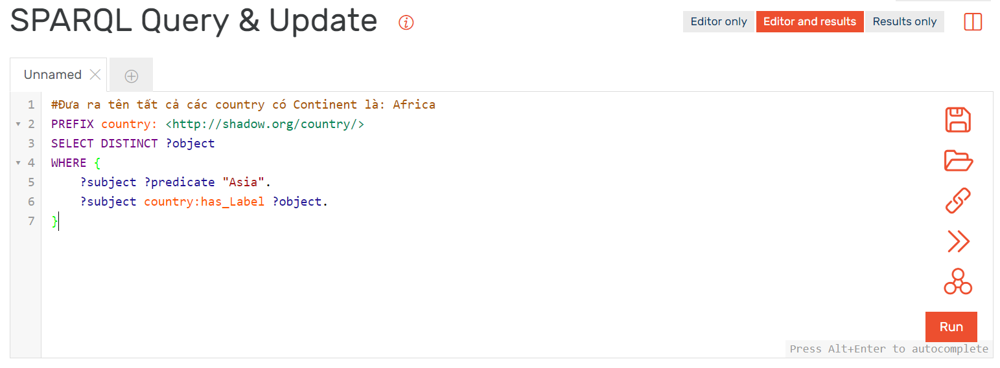 SPARQL Query & Update
Editor only
Editor and results
Results only
Unnamed
1 #Đưa ra tên tất cả các country có Continent là: Africa
2 PREFIX country: <http://shadow.org/country/>
3 SELECT DISTINCT ?object
4 WHERE {
5 ?subject ?predicate "Asia".
6 ?subject country:has_Label ?object.
7 }
Run
Press Alt+Enter to autocomplete